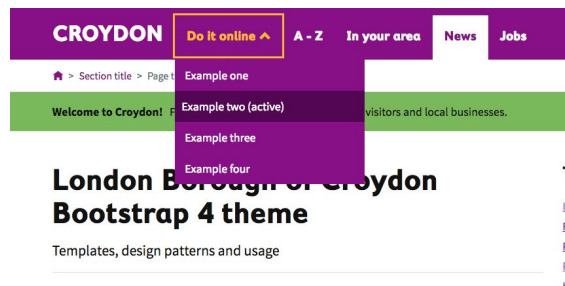 CROYDON Do it online A - Z In your area News Jobs
> Section title > Page t
Example one
Welcome to Croydon! F
Example two (active)
visitors and local businesses.
Example three
Example four
London Borough of Croydon
Bootstrap 4 theme
Templates, design patterns and usage